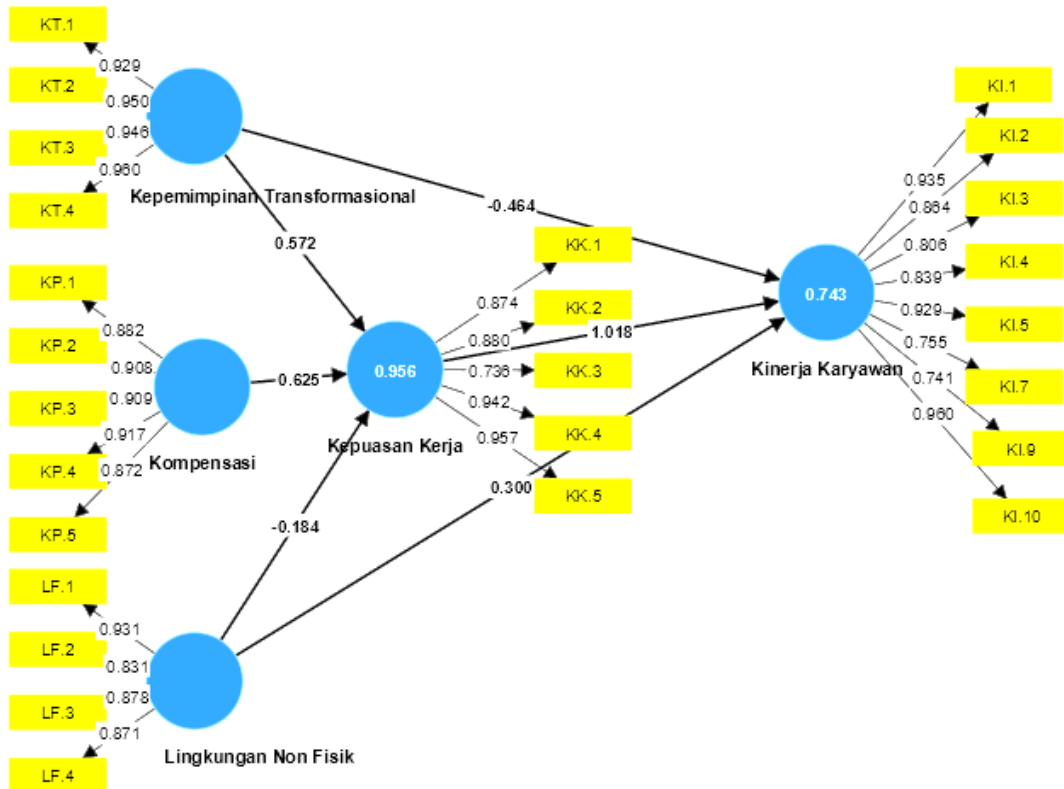 KT.1
KT.2
KT.3
KT.4
0.929
0.950
0.946
0.960
Kepemimpinan Transformasional
-0.464
0.572
KP.1
KP.2
KP.3
KP.4
KP.5
0.882
0.908
0.909
0.917
0.872
Kompensasi
0.625
LF.1
LF.2
LF.3
LF.4
0.931
0.831
0.878
0.871
Lingkungan Non Fisik
-0.184
0.300
0.956
Kepuasan Kerja
0.874
0.880
0.736
0.942
0.957
KK.1
KK.2
KK.3
KK.4
KK.5
1.018
0.743
Kinerja Karyawan
0.935
0.864
0.806
0.839
0.929
0.755
0.741
0.960
KI.1
KI.2
KI.3
KI.4
KI.5
KI.7
KI.9
KI.10